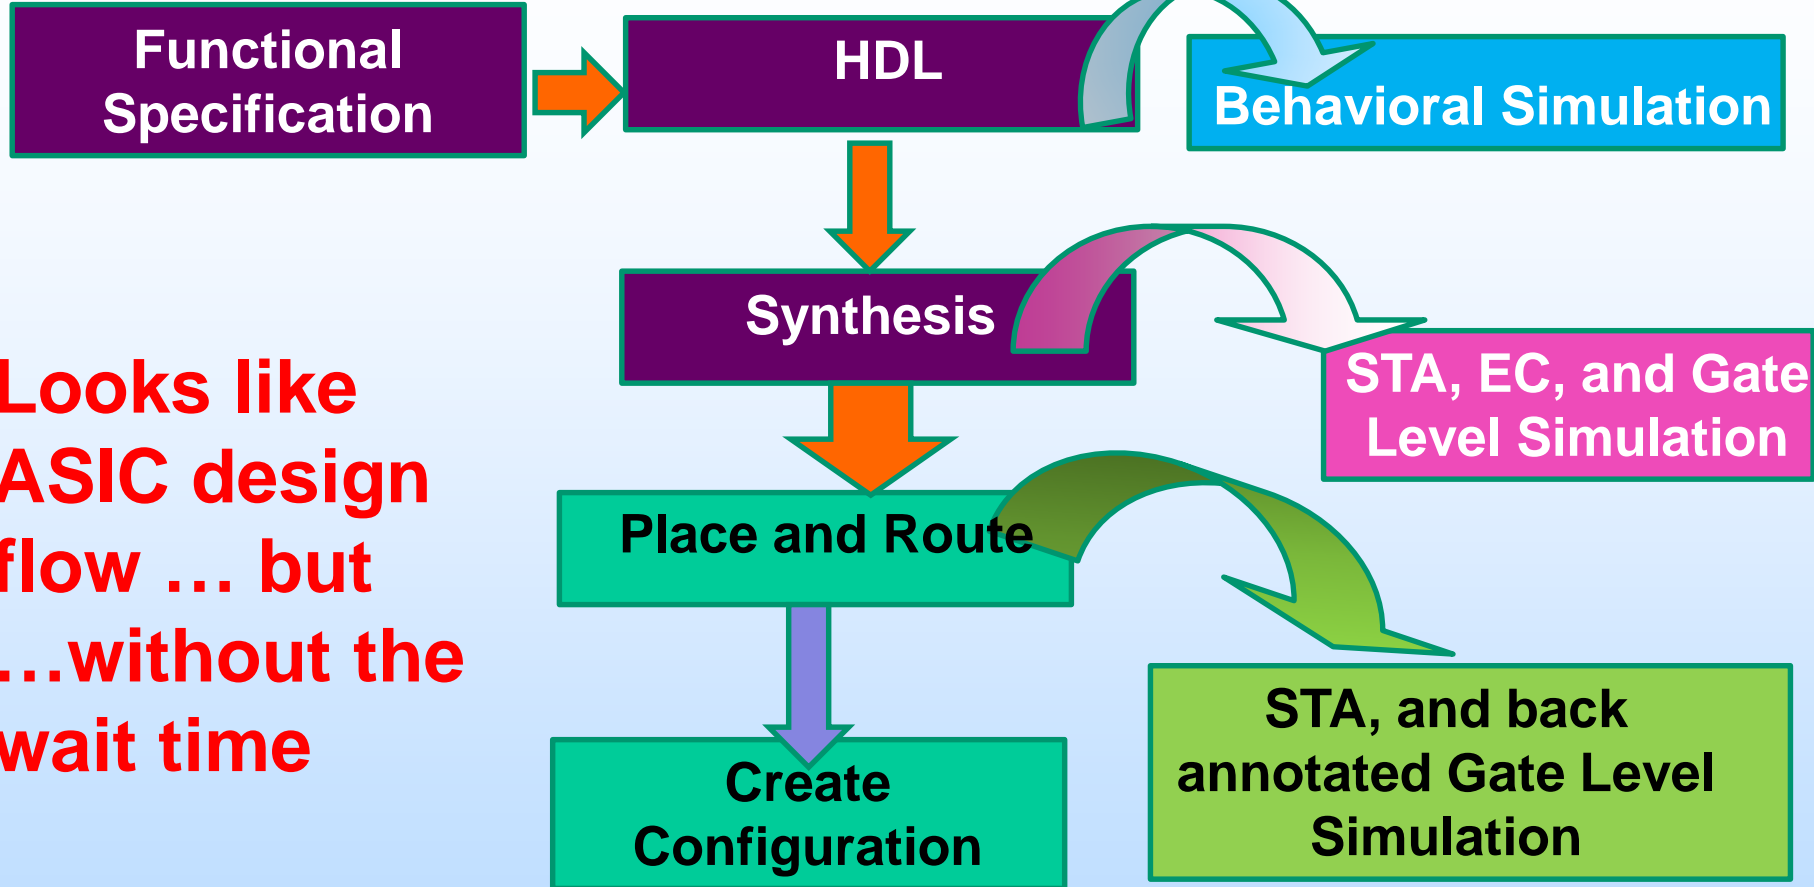 Functional
Specification
HDL
Behavioral Simulation
Synthesis
STA, EC, and Gate
Level Simulation
Looks like
ASIC design
flow … but
…without the
wait time
Place and Route
STA, and back
annotated Gate Level
Simulation
Create
Configuration